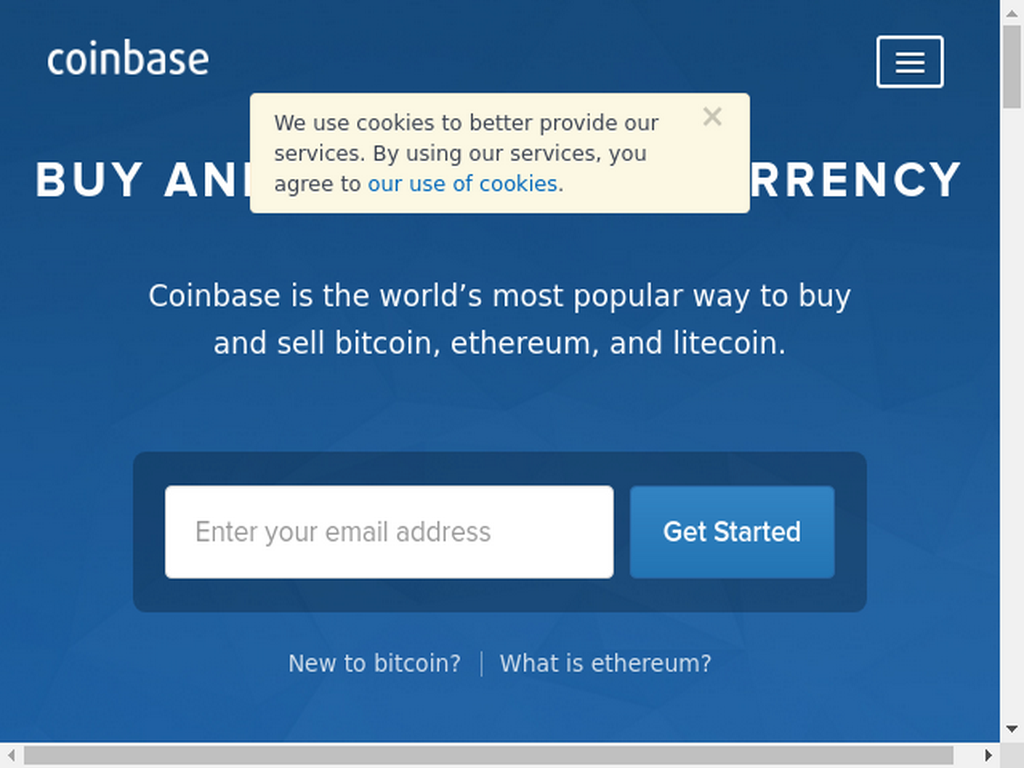 coinbase
We use cookies to better provide our
services. By using our services, you
agree to our use of cookies.
BUY AN RRENCY
Coinbase is the world’s most popular way to buy
and sell bitcoin, ethereum, and litecoin.
Enter your email address
Get Started
New to bitcoin?
What is ethereum?